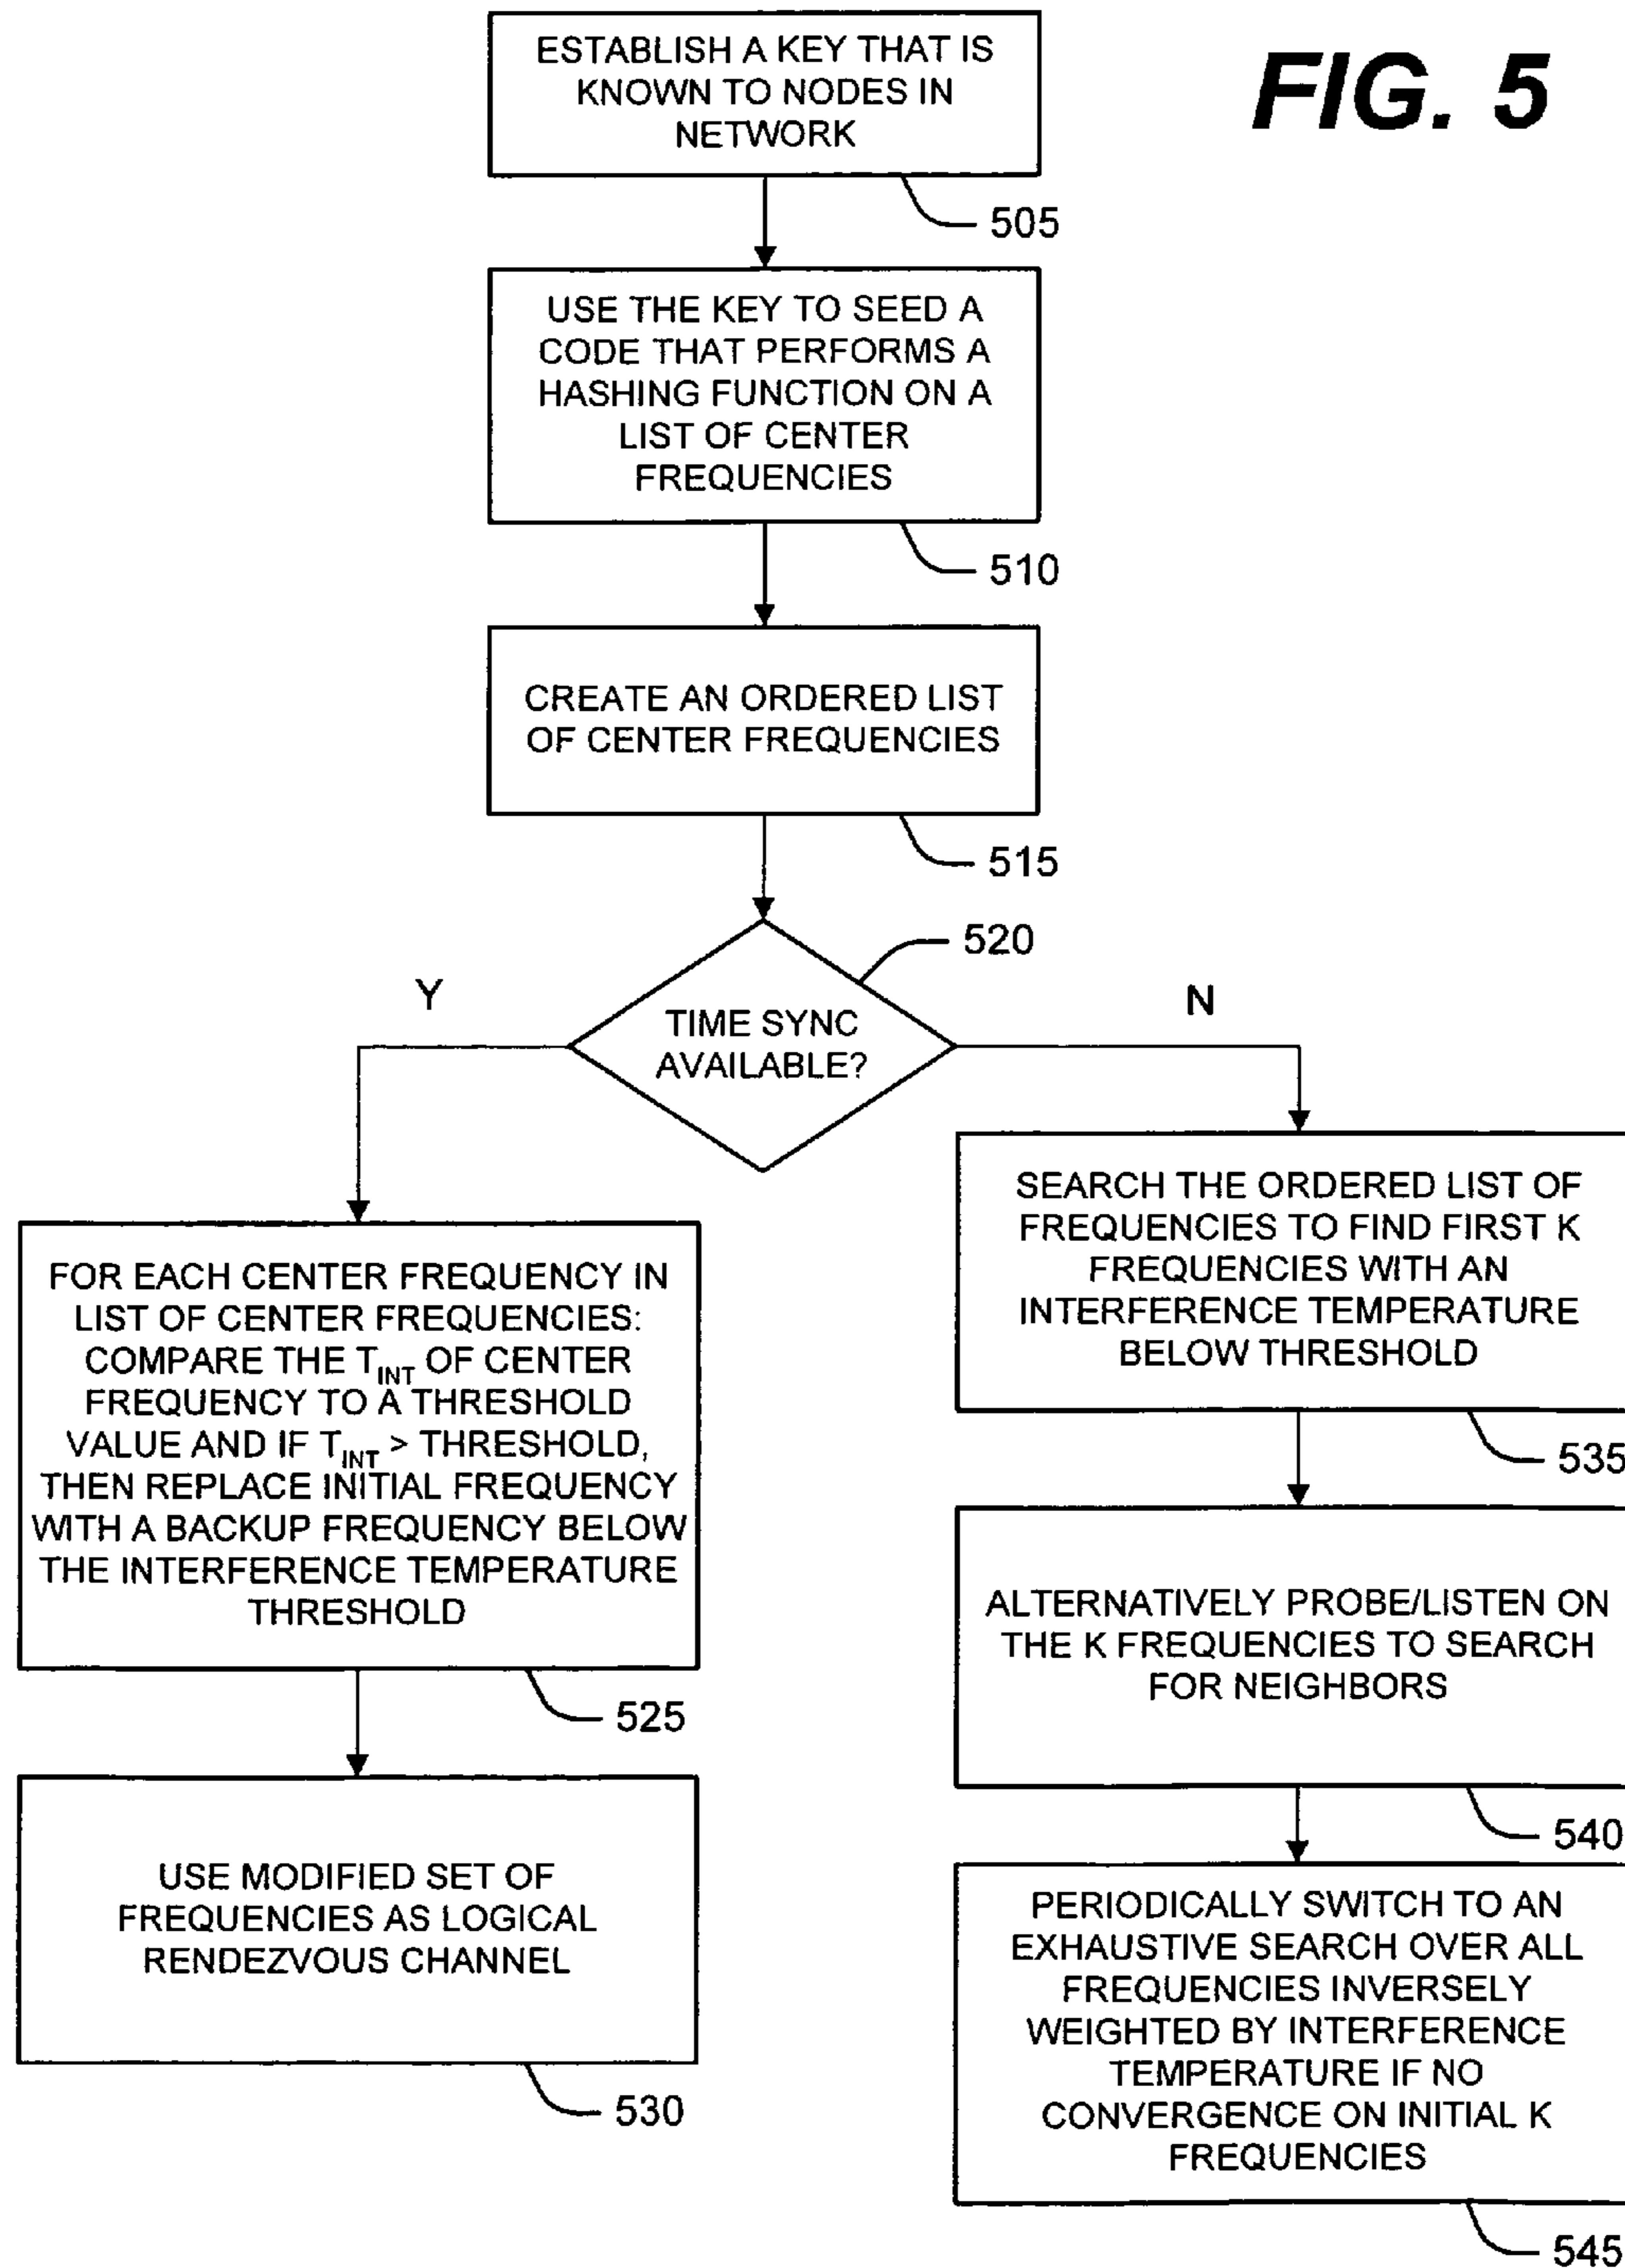 FIG. 5
ESTABLISH A KEY THAT IS
KNOWN TO NODES IN
NETWORK
505
USE THE KEY TO SEED A
CODE THAT PERFORMS A
HASHING FUNCTION ON A
LIST OF CENTER
FREQUENCIES
510
CREATE AN ORDERED LIST
OF CENTER FREQUENCIES
515
520
TIME SYNC
AVAILABLE?
Y
N
FOR EACH CENTER FREQUENCY IN
LIST OF CENTER FREQUENCIES:
COMPARE THE T_INT OF CENTER
FREQUENCY TO A THRESHOLD
VALUE AND IF T_INT > THRESHOLD,
THEN REPLACE INITIAL FREQUENCY
WITH A BACKUP FREQUENCY BELOW
THE INTERFERENCE TEMPERATURE
THRESHOLD
525
USE MODIFIED SET OF
FREQUENCIES AS LOGICAL
RENDEZVOUS CHANNEL
530
SEARCH THE ORDERED LIST OF
FREQUENCIES TO FIND FIRST K
FREQUENCIES WITH AN
INTERFERENCE TEMPERATURE
BELOW THRESHOLD
535
ALTERNATIVELY PROBE/LISTEN ON
THE K FREQUENCIES TO SEARCH
FOR NEIGHBORS
540
PERIODICALLY SWITCH TO AN
EXHAUSTIVE SEARCH OVER ALL
FREQUENCIES INVERSELY
WEIGHTED BY INTERFERENCE
TEMPERATURE IF NO
CONVERGENCE ON INITIAL K
FREQUENCIES
545